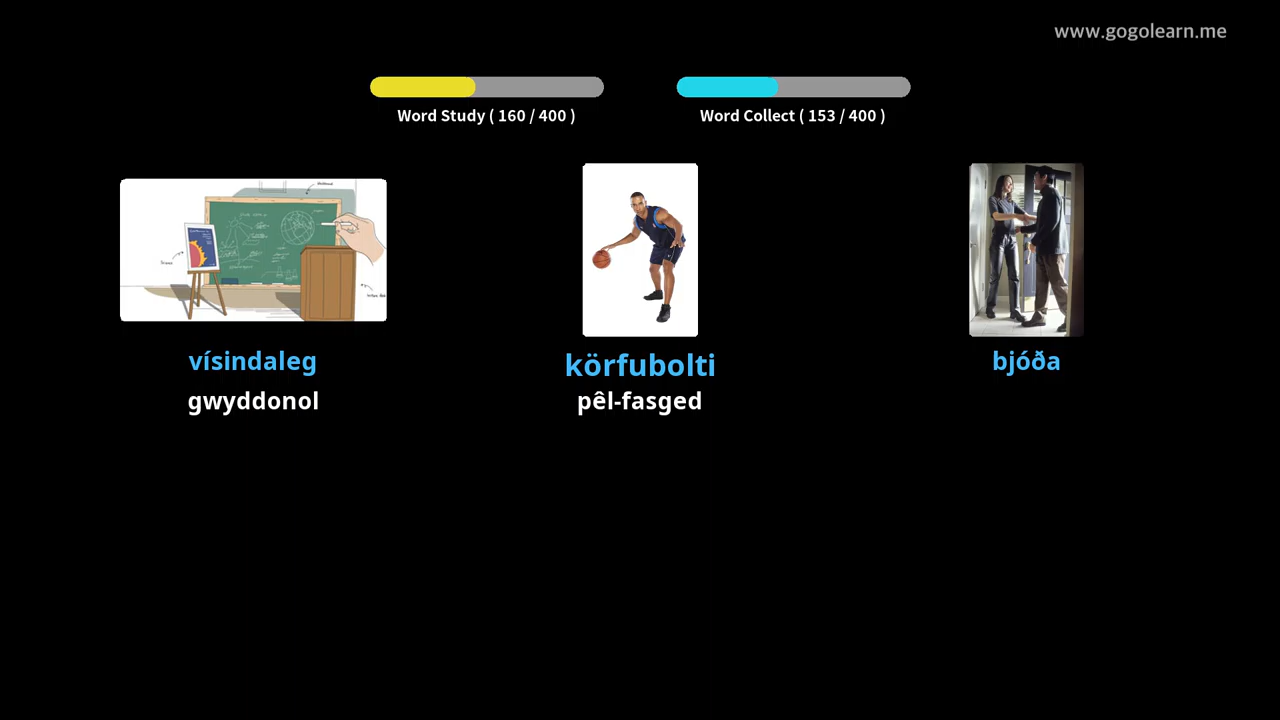 www.gogolearn.me
Word Study ( 160 / 400 )
Word Collect ( 153 / 400 )
vísindaleg
körfubolti
bjóða
gwyddonol
pêl-fasged